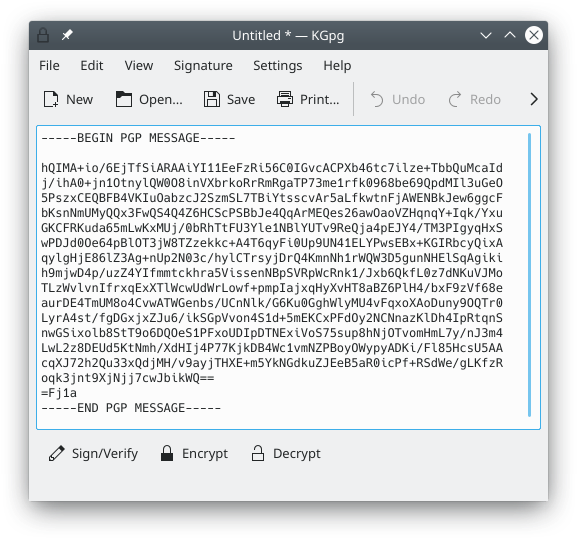 Untitled * — KGpg
File Edit View Signature Settings Help
New Open... Save Print... Undo Redo
-----BEGIN PGP MESSAGE-----
hQIMA+io/6EjTfSiARAAiYI11EeFzRi56C0IGvcACPXb46tc7ilze+TbbQuMcaId
j/ihA0+jn1OtnylQW0O8inVXbrkoRrRmRgaTP73me1rfk0968be69QpdMIl3uGeO
5PszxCEQBFB4VKIuOabzcJ2SzmSL7TBiYtsscvAr5aLfkwtnFjAWENBkJew6ggcF
bKsnNmUMyQQx3FwQS4Q4Z6HCScPSBbJe4QqArMEQes26awOaoVZHqnqY+Iqk/Yxu
GKCFRKuda65mLwKxMUj/0bRhTtFU3Yle1NBlYUTv9ReQja4pEJY4/TM3PIgyqHxS
wPDJd0Oe64pBlOT3jW8TZzekkc+A4T6qyFi0Up9UN41ELYPwsEBx+KGIRbcyQixA
qylgHjE86lZ3Ag+nUp2N03c/hylCTrsyjDrQ4KmnNh1rWQW3D5gunNHElSqAgiki
h9mjwD4p/uzZ4YIfmmtckhra5VissenNBpSVRpWcRnk1/Jxb6QkfL0z7dNKuVJMo
TLzWvlvnIfrxqExXTlWcwUdWrLowf+pmpIajxqHyXvHT8aBZ6PlH4/bxF9zVf68e
aurDE4TmUM8o4CvwATWGenbs/UCnNlk/G6Ku0GghWlyMU4vFqxoXAoDuny9OQTr0
LyrA4st/fgDGxjxZJu6/ikSGpVvon4S1d+5mEKCxPFdOy2NCNnazKlDh4IpRtqnS
nwGSixolb8StT9o6DQOeS1PFxoUDIpDTNExiVoS75sup8hNjOTvomHmL7y/nJ3m4
LwL2z8DEUd5KtNmh/XdHIj4P77KjkDB4Wc1vmNZPBoyOWypyADKi/Fl85HcsU5AA
cqXJ72h2Qu33xQdjMH/v9ayjTHXE+m5YkNGdkuZJEeB5aR0icPf+RSdWe/gLKfzR
oqk3jnt9XjNjj7cwJbikWQ==
=Fj1a
-----END PGP MESSAGE-----
Sign/Verify Encrypt Decrypt